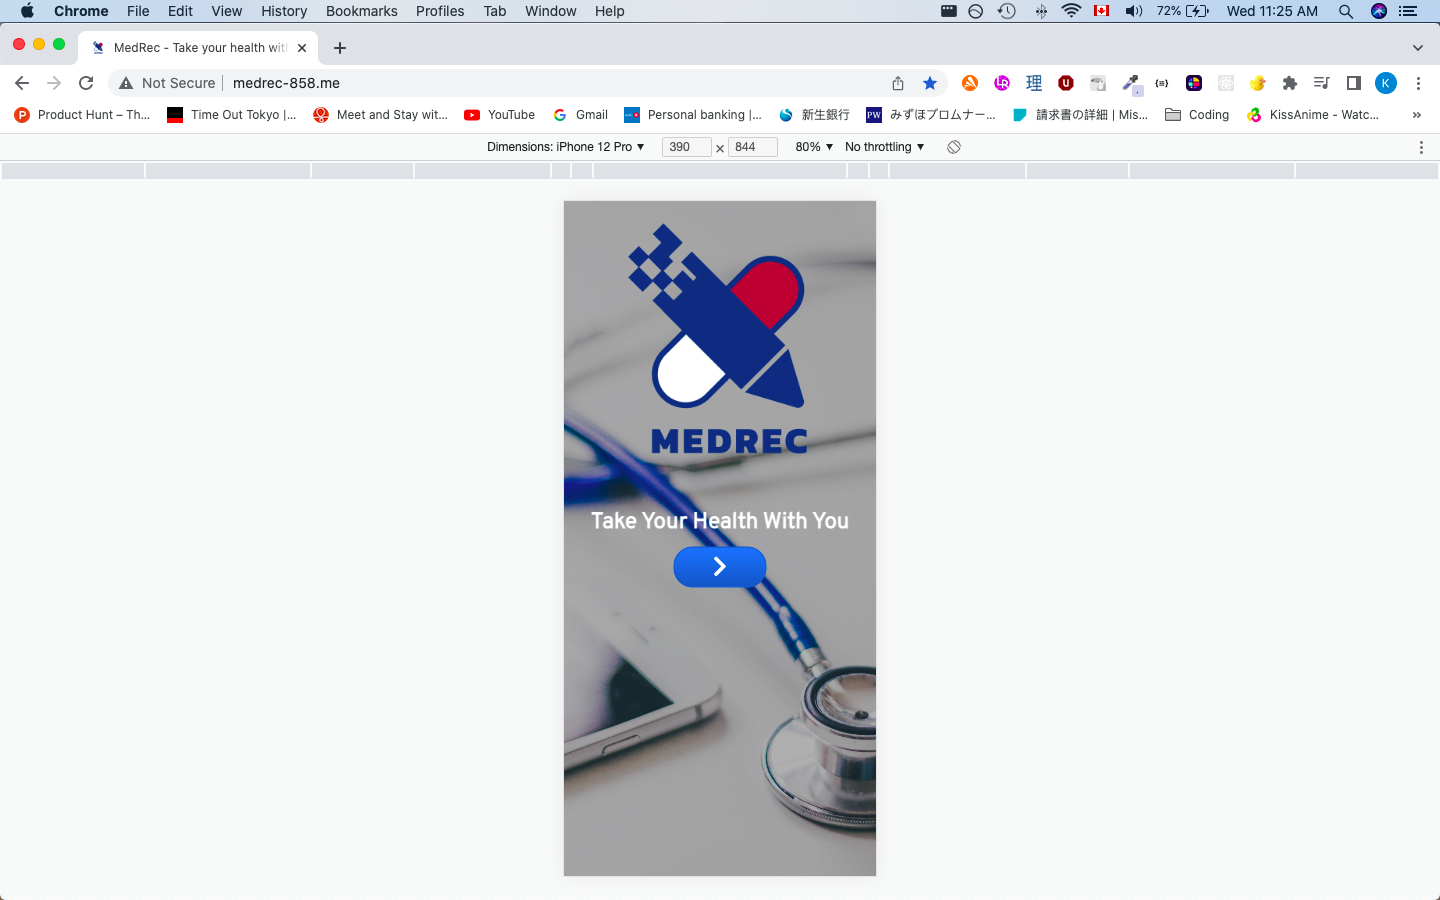 Chrome File Edit View History Bookmarks Profiles Tab Window Help 72% Wed 11:25 AM
MedRec - Take your health wit
Not Secure medrec-858.me 理 K
Product Hunt – Th... Time Out Tokyo |... Meet and Stay wit... YouTube Gmail Personal banking |... 新生銀行 PW みずほプロムナー... 請求書の詳細 | Mis... Coding KissAnime - Watc... »
Dimensions: iPhone 12 Pro ▼ 390 × 844 80% ▼ No throttling ▼
MEDREC
Take Your Health With You